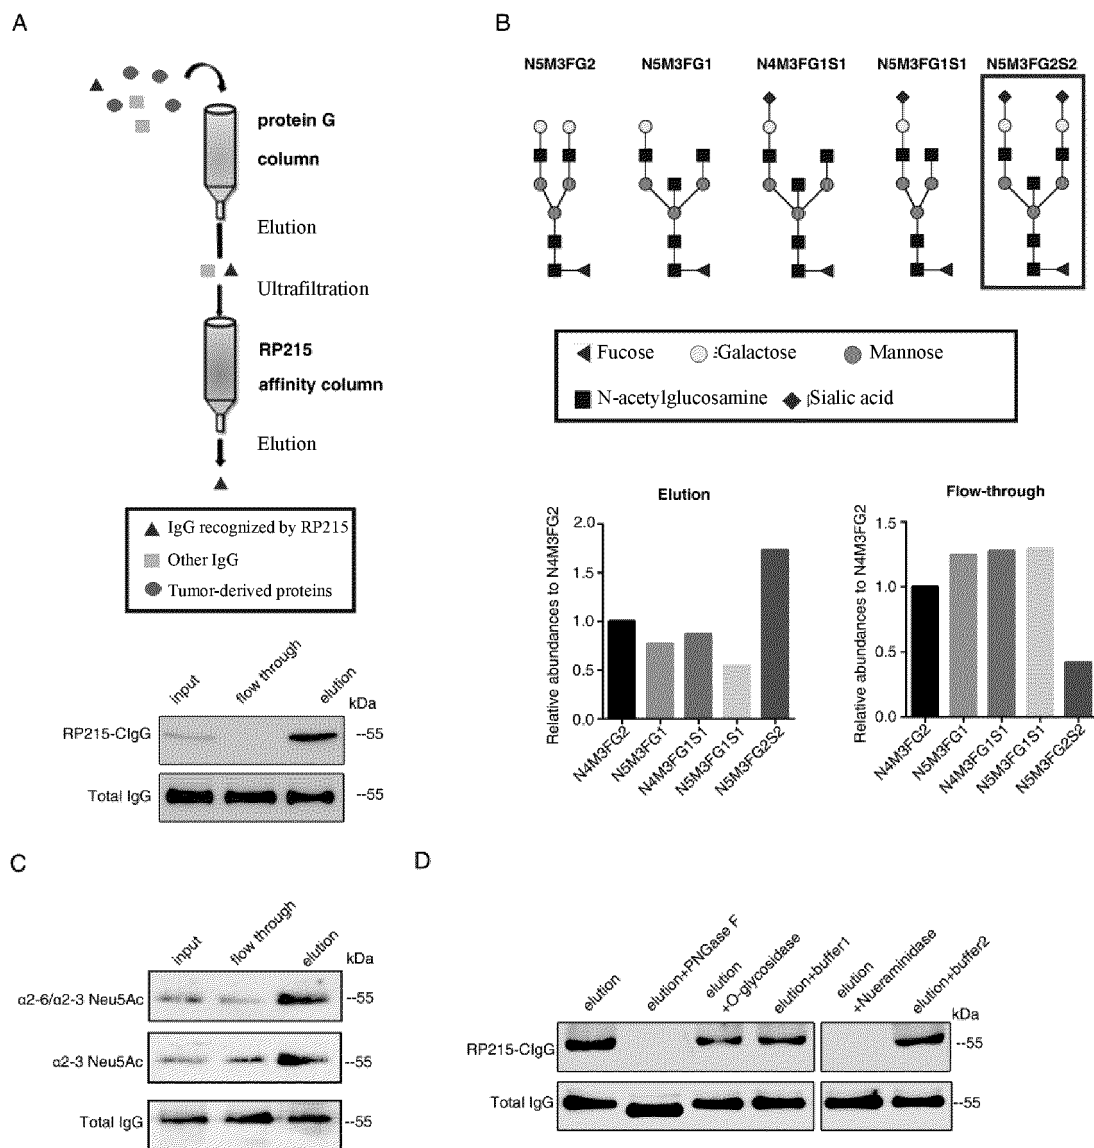 A
protein G
column
Elution
Ultrafiltration
RP215
affinity column
Elution
IgG recognized by RP215
Other IgG
Tumor-derived proteins
input flow through elution
kDa
RP215-CIgG --55
Total IgG --55
B
N5M3FG2 N5M3FG1 N4M3FG1S1 N5M3FG1S1 N5M3FG2S2
Fucose Galactose Mannose
N-acetylglucosamine Sialic acid
Elution
Relative abundances to N4M3FG2
2.0
1.5
1.0
0.5
0.0
N4M3FG2 N5M3FG1 N4M3FG1S1 N5M3FG1S1 N5M3FG2S2
Flow-through
Relative abundances to N4M3FG2
1.5
1.0
0.5
0.0
N4M3FG2 N5M3FG1 N4M3FG1S1 N5M3FG1S1 N5M3FG2S2
C
input flow through elution
kDa
α2-6/α2-3 Neu5Ac --55
α2-3 Neu5Ac --55
Total IgG --55
D
elution
elution+PNGase F
elution
+O-glycosidase
elution+buffer1
elution
+Nueraminidase
elution+buffer2
kDa
RP215-CIgG --55
Total IgG --55